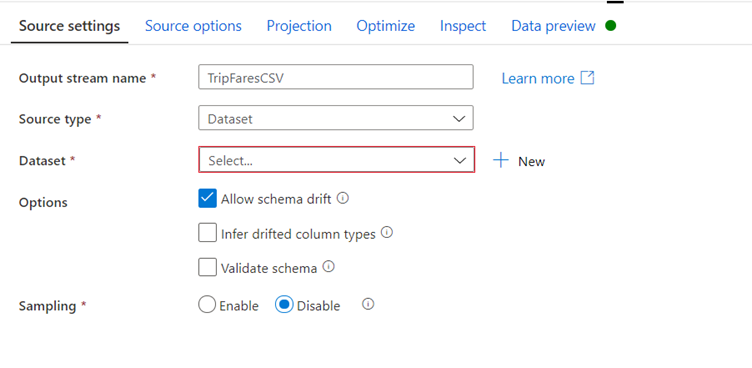 Source settings Source options Projection Optimize Inspect Data preview
Output stream name * TripFaresCSV Learn more
Source type * Dataset
Dataset * Select... New
Options Allow schema drift
Infer drifted column types
Validate schema
Sampling * Enable Disable